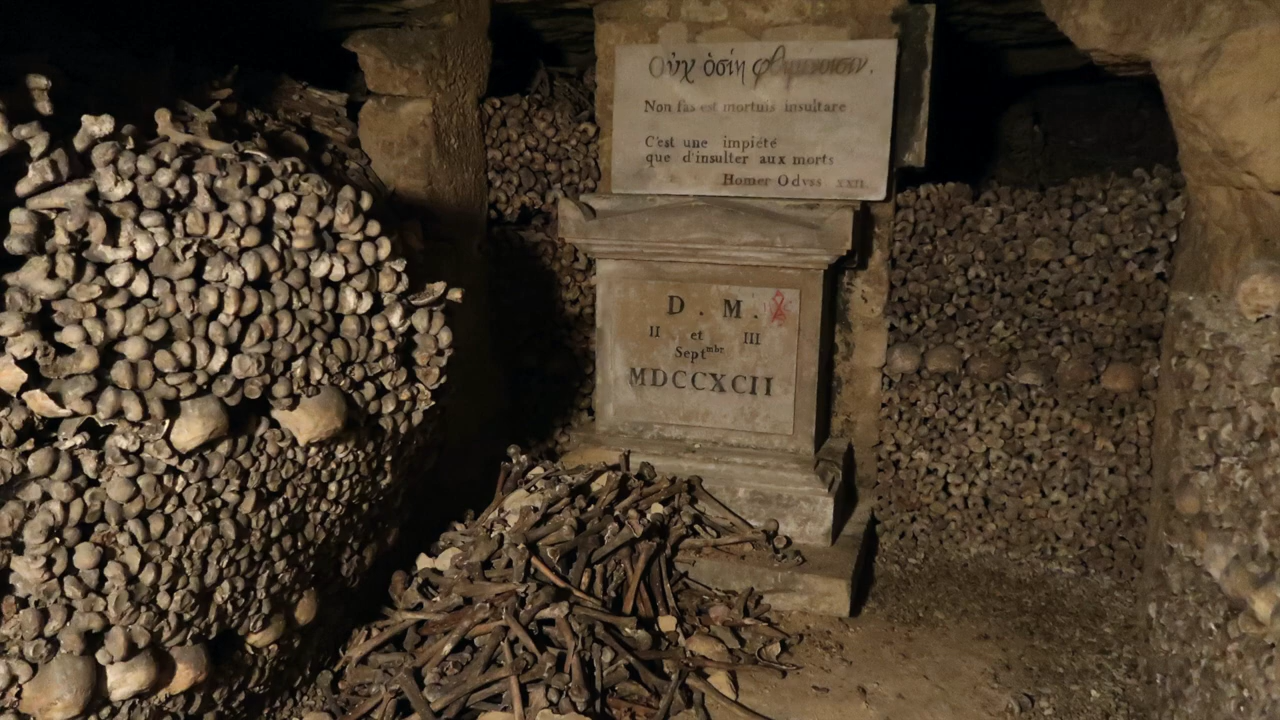 Οὐχ ὁσίη φθιμένοισιν.
Non fas est mortuis insultare
C'est une impiété
que d'insulter aux morts
Homer Odyss XXII
D. M.
II et III
Septmbr
MDCCXCII